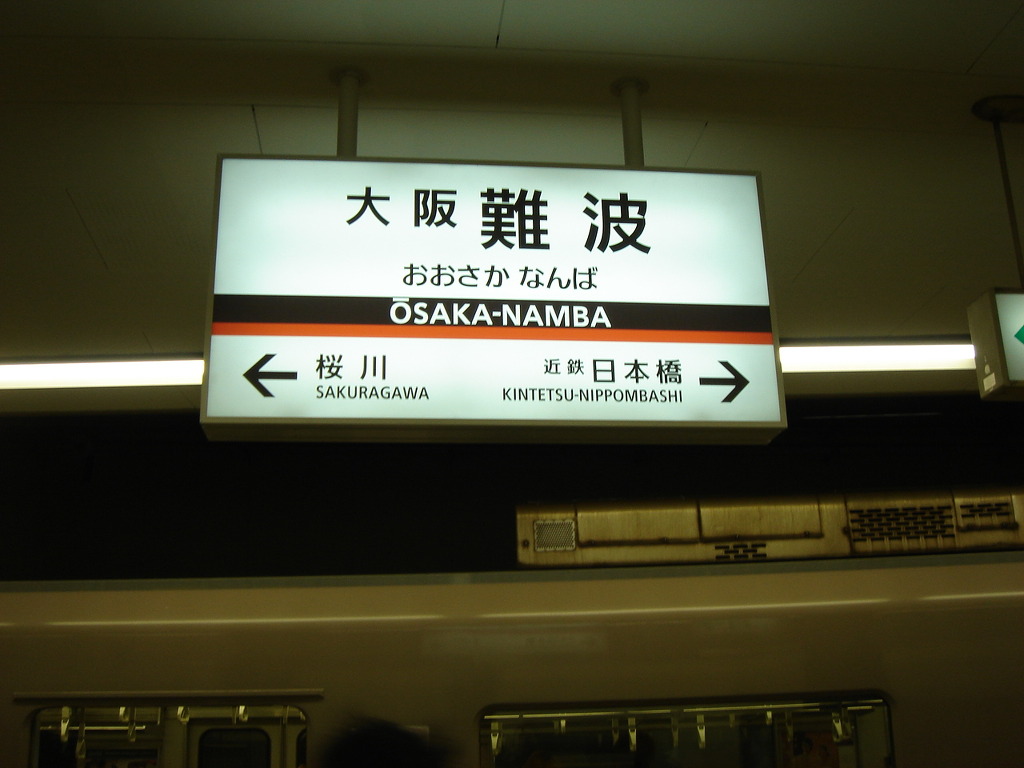 大阪難波
おおさか なんば
ŌSAKA-NAMBA
← 桜川 近鉄日本橋 →
SAKURAGAWA KINTETSU-NIPPOMBASHI